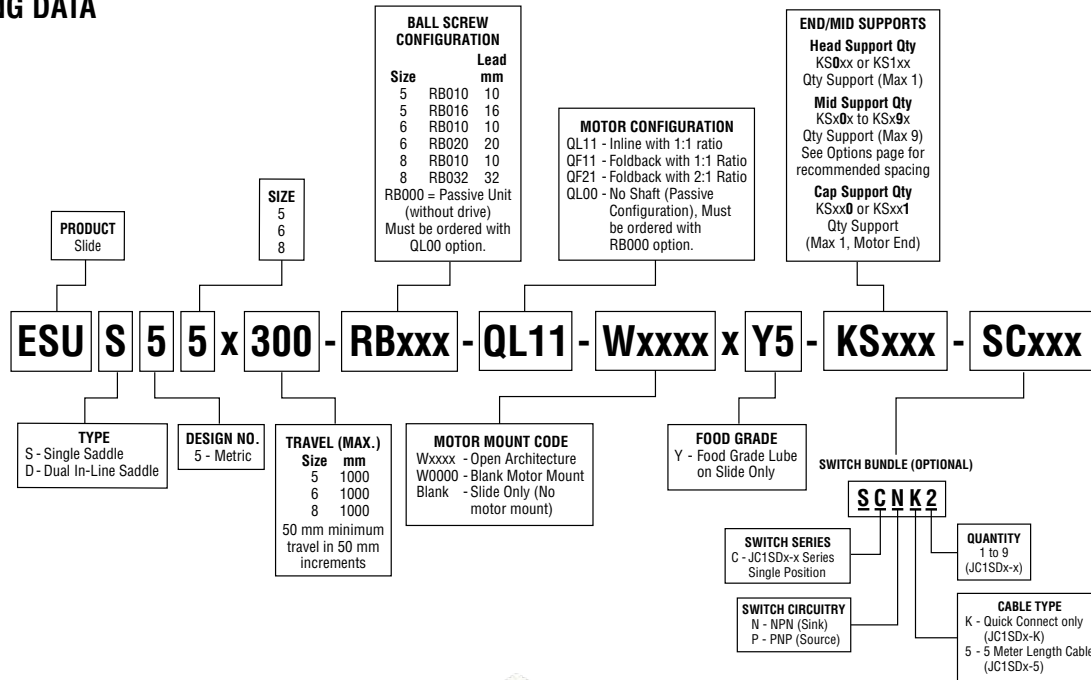 NG DATA
BALL SCREW
CONFIGURATION
Lead
Size mm
5 RB010 10
5 RB016 16
6 RB010 10
6 RB020 20
8 RB010 10
8 RB032 32
RB000 = Passive Unit
(without drive)
Must be ordered with
QL00 option.
END/MID SUPPORTS
Head Support Qty
KS0xx or KS1xx
Qty Support (Max 1)
Mid Support Qty
KSx0x to KSx9x
Qty Support (Max 9)
See Options page for
recommended spacing
Cap Support Qty
KSxx0 or KSxx1
Qty Support
(Max 1, Motor End)
MOTOR CONFIGURATION
QL11 - Inline with 1:1 ratio
QF11 - Foldback with 1:1 Ratio
QF21 - Foldback with 2:1 Ratio
QL00 - No Shaft (Passive
Configuration), Must
be ordered with
RB000 option.
SIZE
5
6
8
PRODUCT
Slide
ESU S 5 5 x 300 - RBxxx - QL11 - Wxxxx x Y5 - KSxxx - SCxxx
TYPE
S - Single Saddle
D - Dual In-Line Saddle
DESIGN NO.
5 - Metric
TRAVEL (MAX.)
Size mm
5 1000
6 1000
8 1000
50 mm minimum
travel in 50 mm
increments
MOTOR MOUNT CODE
Wxxxx - Open Architecture
W0000 - Blank Motor Mount
Blank - Slide Only (No
motor mount)
FOOD GRADE
Y - Food Grade Lube
on Slide Only
SWITCH BUNDLE (OPTIONAL)
S C N K 2
SWITCH SERIES
C - JC1SDx-x Series
Single Position
QUANTITY
1 to 9
(JC1SDx-x)
SWITCH CIRCUITRY
N - NPN (Sink)
P - PNP (Source)
CABLE TYPE
K - Quick Connect only
(JC1SDx-K)
5 - 5 Meter Length Cable
(JC1SDx-5)